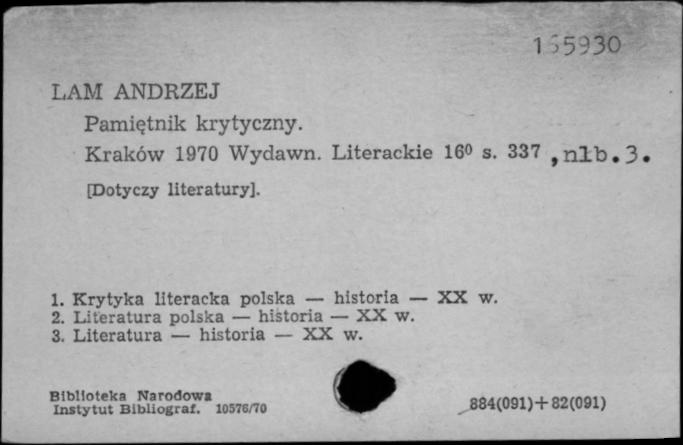 155930
LAM ANDRZEJ
Pamiętnik krytyczny.
Kraków 1970 Wydawn. Literackie 16⁰ s. 337 , nlb. 3.
[Dotyczy literatury].
1. Krytyka literacka polska — historia — XX w.
2. Literatura polska — historia — XX w.
3. Literatura — historia — XX w.
Biblioteka Narodowa
Instytut Bibliograf. 10576/70
884(091)+82(091)